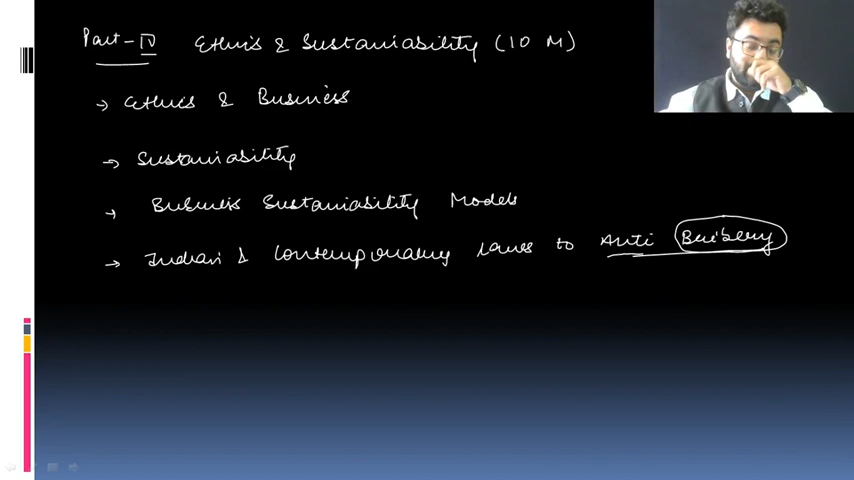 Part-IV Ethics & Sustainability (10 M)
→ Ethics & Business
→ Sustainability
→ Business Sustainability Models
→ Indian & Contemporary Laws to Anti Bribery